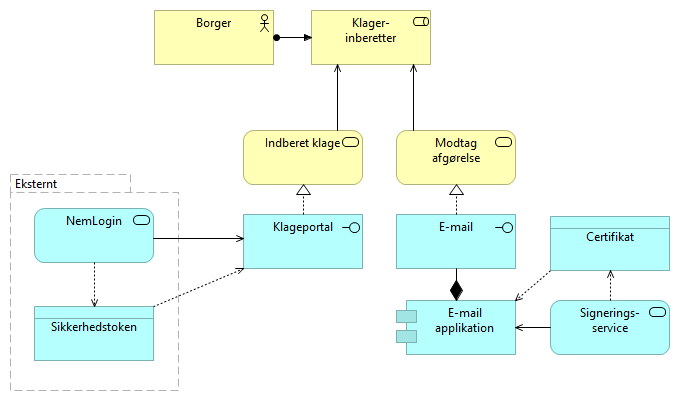 Borger
Klager-
inberetter
Indberet klage
Modtag
afgørelse
Eksternt
NemLogin
Klageportal
E-mail
Certifikat
Sikkerhedstoken
E-mail
applikation
Signerings-
service